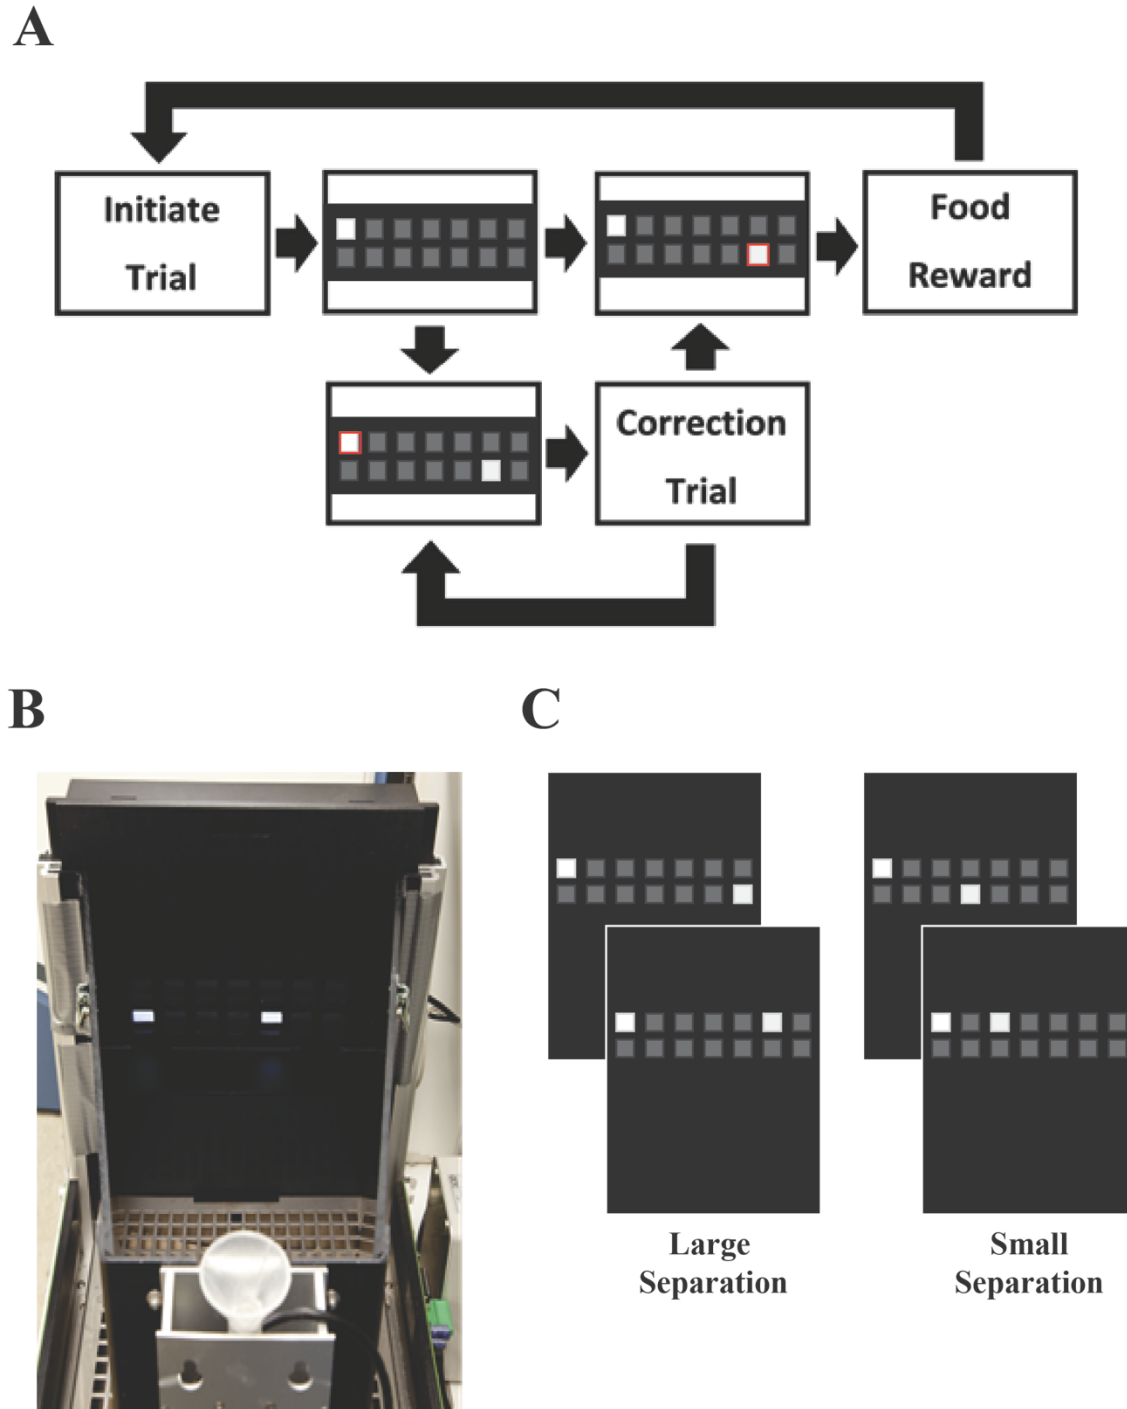 A
Initiate
Trial
Food
Reward
Correction
Trial
B
C
Large
Separation
Small
Separation